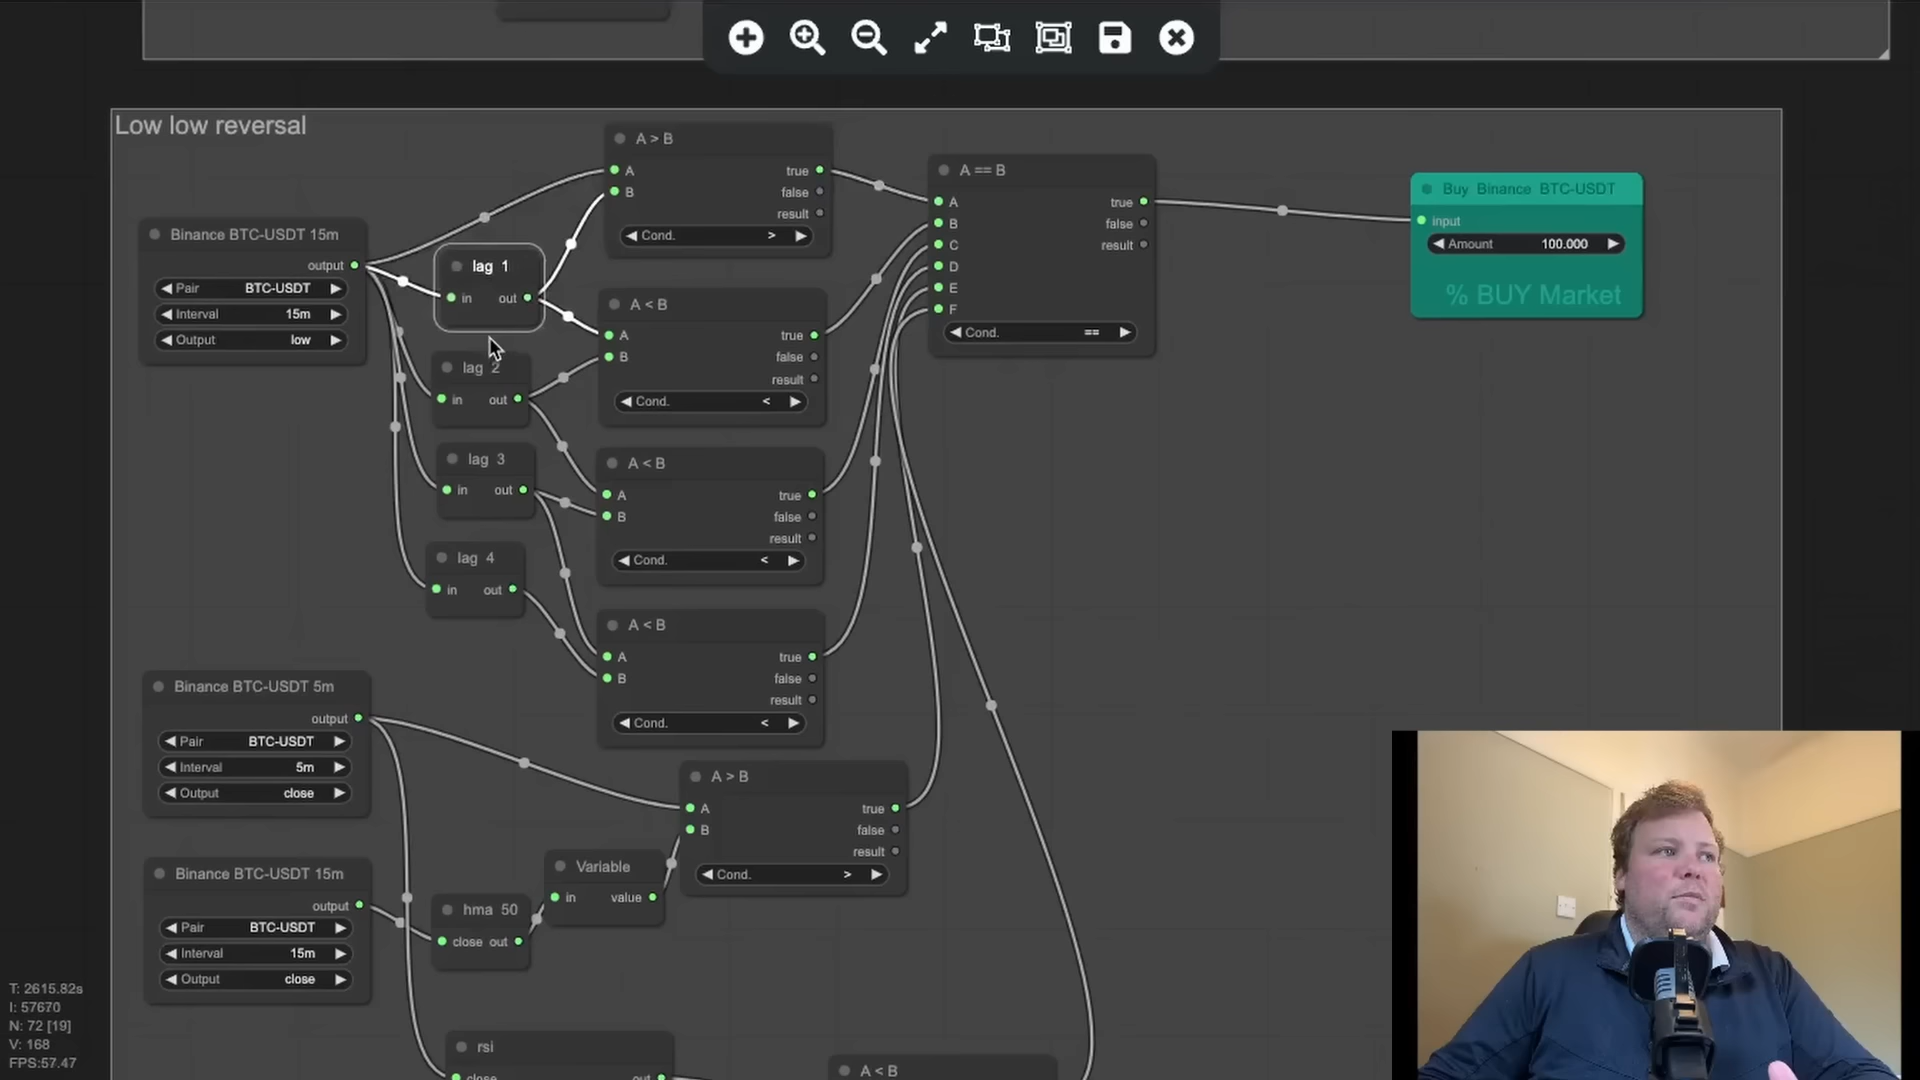 Low low reversal
A > B
A true
B false
result
Cond. >
A == B
A true
B false
C result
D
E
F
Cond. ==
Buy Binance BTC-USDT
input
Amount 100.000
% BUY Market
Binance BTC-USDT 15m
output
Pair BTC-USDT
Interval 15m
Output low
lag 1
in out
A < B
A true
B false
result
Cond. <
lag 2
in out
lag 3
in out
A < B
A true
B false
result
Cond. <
lag 4
in out
A < B
A true
B false
result
Cond. <
Binance BTC-USDT 5m
output
Pair BTC-USDT
Interval 5m
Output close
A > B
A true
B false
result
Cond. >
Variable
in value
Binance BTC-USDT 15m
output
Pair BTC-USDT
Interval 15m
Output close
hma 50
close out
rsi
close out
A < B
T: 2615.82s
I: 57670
N: 72 [19]
V: 168
FPS:57.47